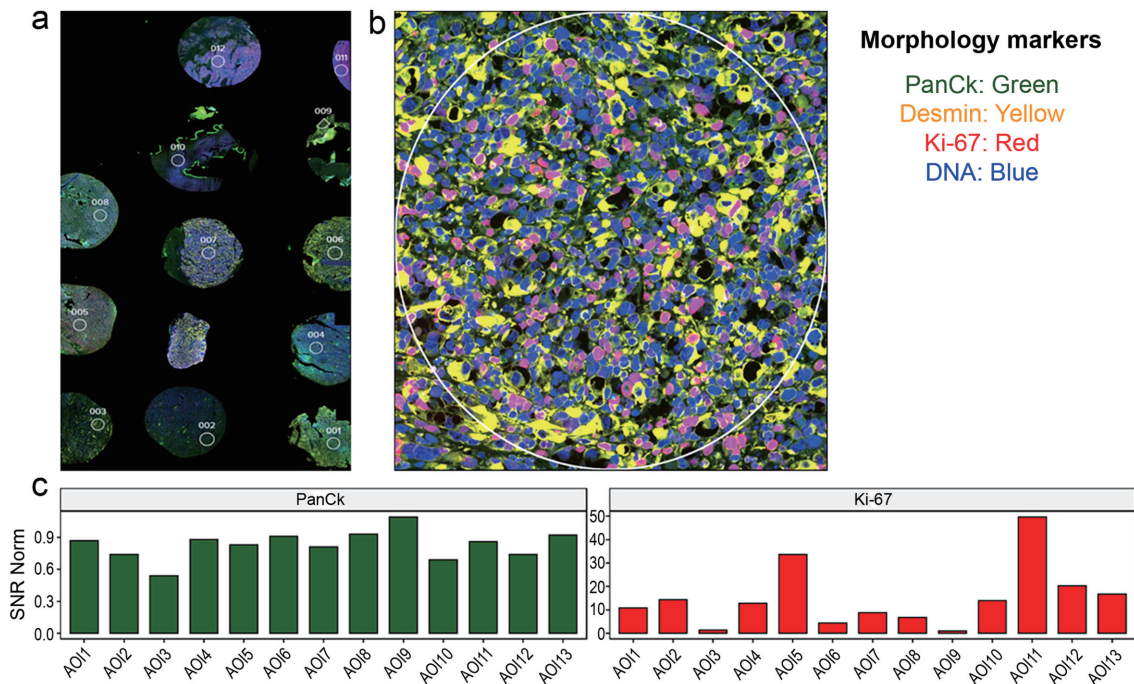 a
b
012
011
009
010
008
007
006
005
004
003
002
001
Morphology markers
PanCk: Green
Desmin: Yellow
Ki-67: Red
DNA: Blue
c
PanCk
Ki-67
SNR Norm
0.9
0.6
0.3
0.0
50
40
30
20
10
0
AOI1 AOI2 AOI3 AOI4 AOI5 AOI6 AOI7 AOI8 AOI9 AOI10 AOI11 AOI12 AOI13
AOI1 AOI2 AOI3 AOI4 AOI5 AOI6 AOI7 AOI8 AOI9 AOI10 AOI11 AOI12 AOI13